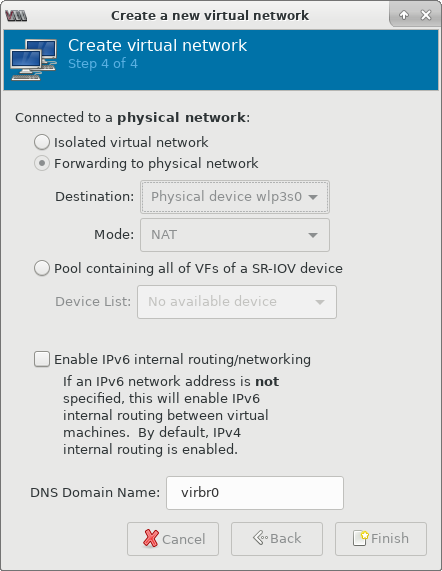 Create a new virtual network
Create virtual network
Step 4 of 4
Connected to a physical network:
Isolated virtual network
Forwarding to physical network
Destination: Physical device wlp3s0
Mode: NAT
Pool containing all of VFs of a SR-IOV device
Device List: No available device
Enable IPv6 internal routing/networking
If an IPv6 network address is not
specified, this will enable IPv6
internal routing between virtual
machines. By default, IPv4
internal routing is enabled.
DNS Domain Name: virbr0
Cancel Back Finish